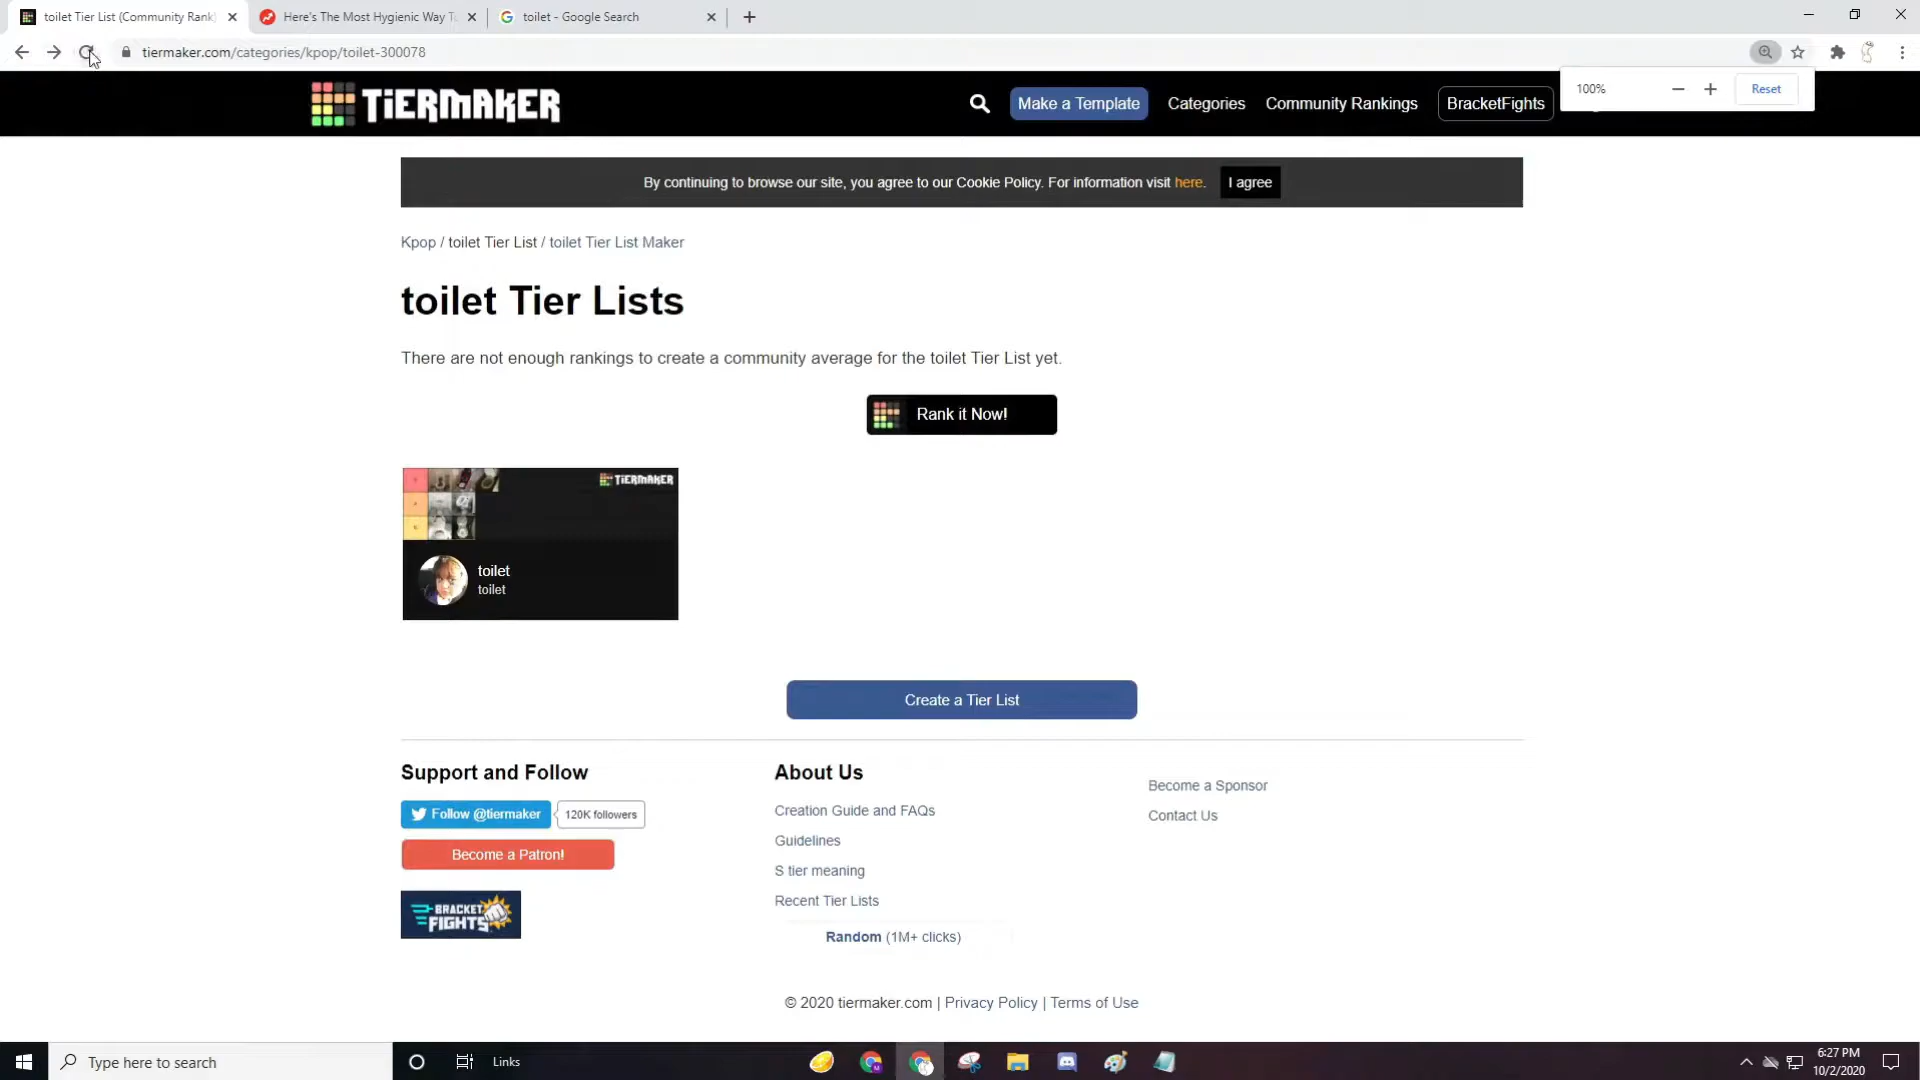 toilet Tier List (Community Rank
Here's The Most Hygienic Way To
toilet - Google Search
tiermaker.com/categories/kpop/toilet-300078
100%
Reset
TiERMAKER
Make a Template
Categories
Community Rankings
BracketFights
By continuing to browse our site, you agree to our Cookie Policy. For information visit here.
I agree
Kpop / toilet Tier List / toilet Tier List Maker
toilet Tier Lists
There are not enough rankings to create a community average for the toilet Tier List yet.
Rank it Now!
TiERMAKER
toilet
toilet
Create a Tier List
Support and Follow
Follow @tiermaker
120K followers
Become a Patron!
BRACKET
FIGHTS
About Us
Creation Guide and FAQs
Guidelines
S tier meaning
Recent Tier Lists
Random (1M+ clicks)
Become a Sponsor
Contact Us
© 2020 tiermaker.com | Privacy Policy | Terms of Use
Type here to search
Links
6:27 PM
10/2/2020